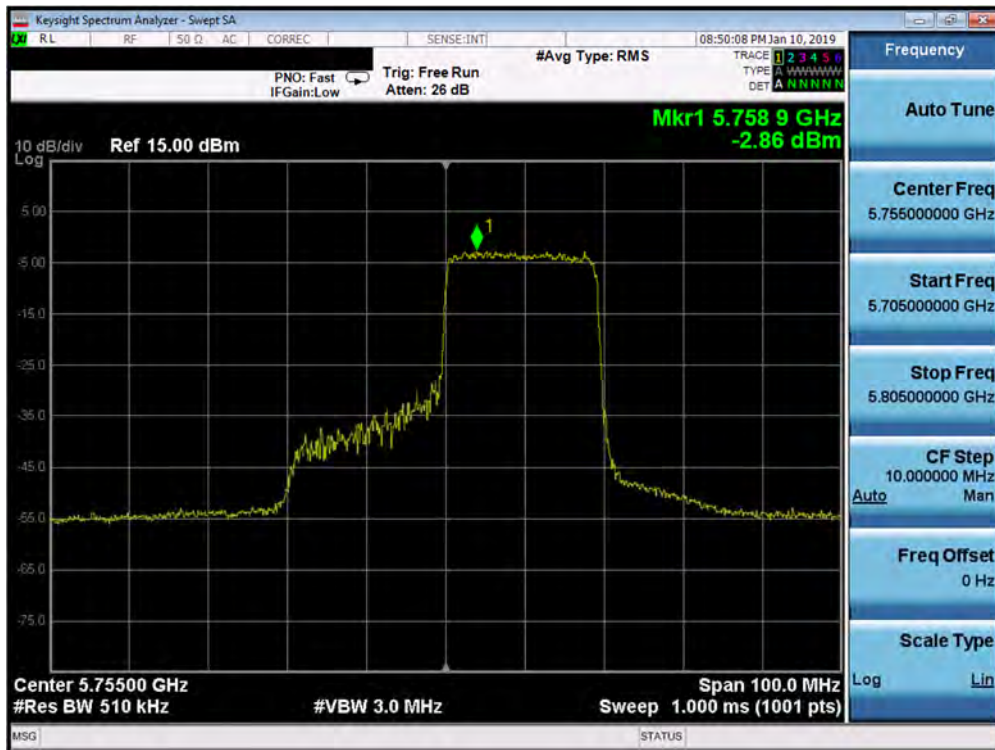 Keysight Spectrum Analyzer - Swept SA
LXI RL RF 50 Ω AC CORREC SENSE:INT 08:50:08 PM Jan 10, 2019
#Avg Type: RMS
TRACE 1 2 3 4 5 6
PNO: Fast Trig: Free Run
TYPE A WWWWW
IFGain:Low Atten: 26 dB
DET A N N N N N
Mkr1 5.758 9 GHz
-2.86 dBm
10 dB/div Ref 15.00 dBm
Log
1
5.00
-5.00
-15.0
-25.0
-35.0
-45.0
-55.0
-65.0
-75.0
Center 5.75500 GHz Span 100.0 MHz
#Res BW 510 kHz #VBW 3.0 MHz Sweep 1.000 ms (1001 pts)
MSG STATUS
Frequency
Auto Tune
Center Freq
5.755000000 GHz
Start Freq
5.705000000 GHz
Stop Freq
5.805000000 GHz
CF Step
10.000000 MHz
Auto Man
Freq Offset
0 Hz
Scale Type
Log Lin